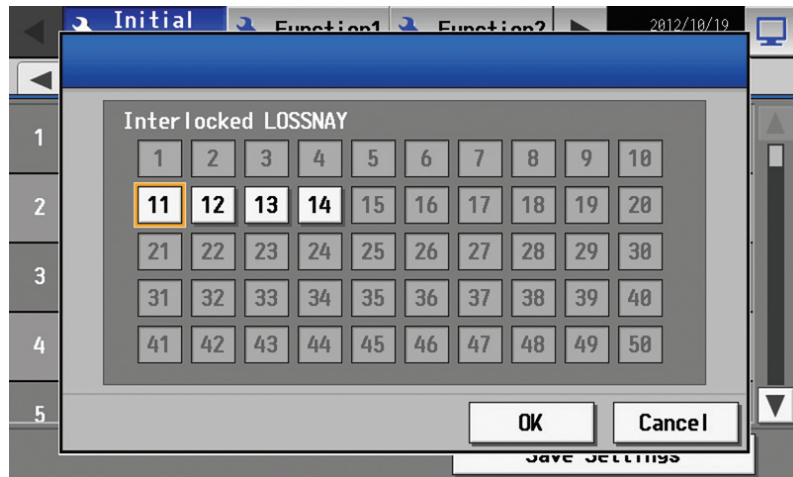 Initial Function1 Function2 2012/10/19
Interlocked LOSSNAY
1 1 2 3 4 5 6 7 8 9 10
2 11 12 13 14 15 16 17 18 19 20
21 22 23 24 25 26 27 28 29 30
3 31 32 33 34 35 36 37 38 39 40
4 41 42 43 44 45 46 47 48 49 50
5 OK Cancel
Save Settings